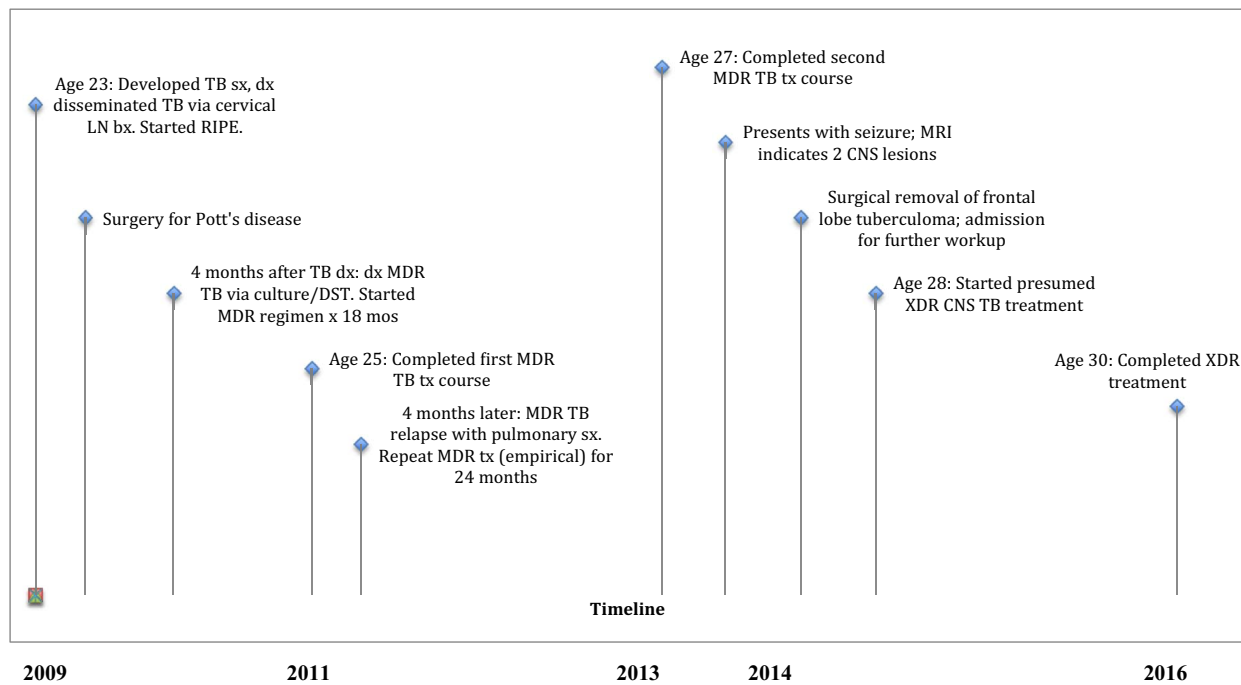 Age 23: Developed TB sx, dx
disseminated TB via cervical
LN bx. Started RIPE.
Surgery for Pott's disease
4 months after TB dx: dx MDR
TB via culture/DST. Started
MDR regimen x 18 mos
Age 25: Completed first MDR
TB tx course
4 months later: MDR TB
relapse with pulmonary sx.
Repeat MDR tx (empirical) for
24 months
Age 27: Completed second
MDR TB tx course
Presents with seizure; MRI
indicates 2 CNS lesions
Surgical removal of frontal
lobe tuberculoma; admission
for further workup
Age 28: Started presumed
XDR CNS TB treatment
Age 30: Completed XDR
treatment
Timeline
2009 2011 2013 2014 2016